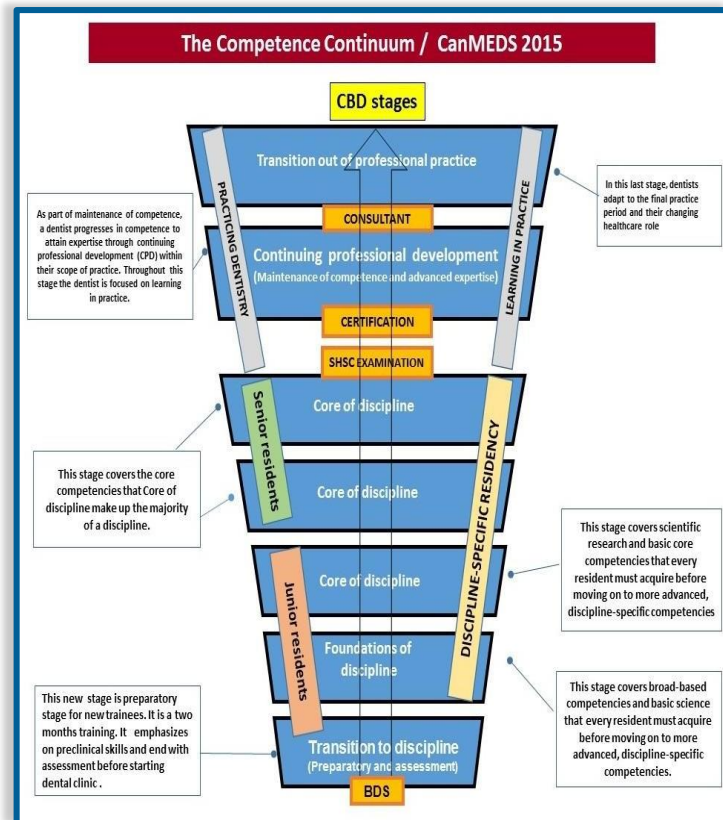 The Competence Continuum / CanMEDS 2015
CBD stages
Transition out of professional practice
PRACTICING DENTISTRY
LEARNING IN PRACTICE
In this last stage, dentists
adapt to the final practice
period and their changing
healthcare role
CONSULTANT
As part of maintenance of competence,
a dentist progresses in competence to
attain expertise through continuing
professional development (CPD) within
their scope of practice. Throughout this
stage the dentist is focused on learning
in practice.
Continuing professional development
(Maintenance of competence and advanced expertise)
CERTIFICATION
SHSC EXAMINATION
Core of discipline
Senior residents
DISCIPLINE-SPECIFIC RESIDENCY
This stage covers the core
competencies that Core of
discipline make up the majority
of a discipline.
Core of discipline
Core of discipline
Junior residents
This stage covers scientific
research and basic core
competencies that every
resident must acquire before
moving on to more advanced,
discipline-specific competencies
Foundations of
discipline
This stage covers broad-based
competencies and basic science
that every resident must acquire
before moving on to more
advanced, discipline-specific
competencies.
This new stage is preparatory
stage for new trainees. It is a two
months training. It emphasizes
on preclinical skills and end with
assessment before starting
dental clinic .
Transition to discipline
(Preparatory and assessment)
BDS